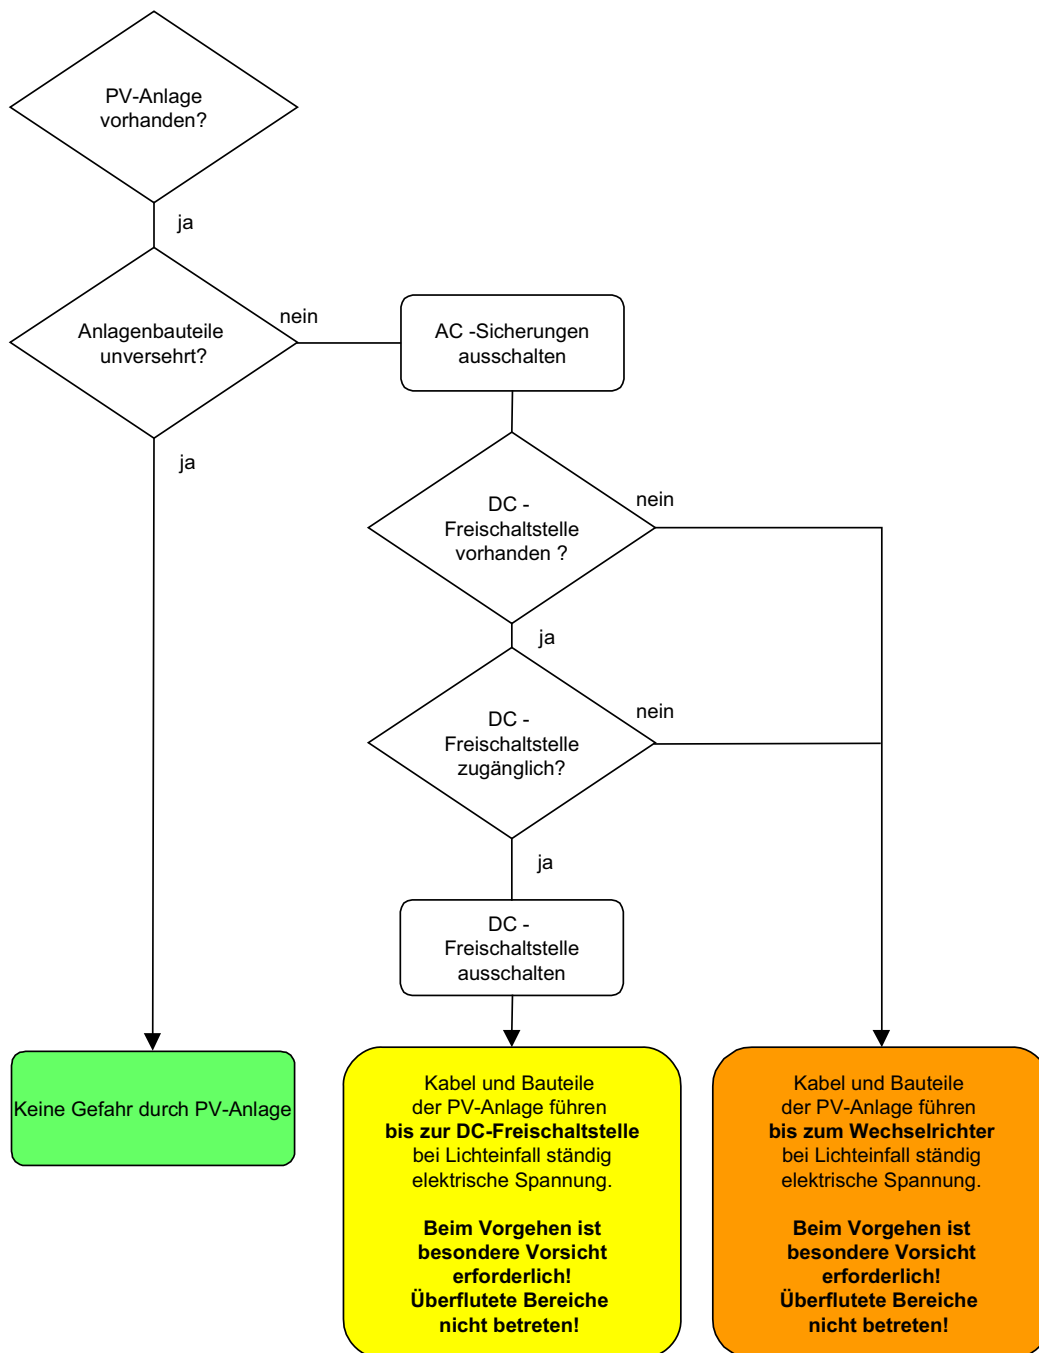 PV-Anlage
vorhanden?
ja
Anlagenbauteile
unversehrt?
nein
AC -Sicherungen
ausschalten
ja
DC -
Freischaltstelle
vorhanden ?
nein
ja
DC -
Freischaltstelle
zugänglich?
nein
ja
DC -
Freischaltstelle
ausschalten
Keine Gefahr durch PV-Anlage
Kabel und Bauteile
der PV-Anlage führen
bis zur DC-Freischaltstelle
bei Lichteinfall ständig
elektrische Spannung.
Beim Vorgehen ist
besondere Vorsicht
erforderlich!
Überflutete Bereiche
nicht betreten!
Kabel und Bauteile
der PV-Anlage führen
bis zum Wechselrichter
bei Lichteinfall ständig
elektrische Spannung.
Beim Vorgehen ist
besondere Vorsicht
erforderlich!
Überflutete Bereiche
nicht betreten!